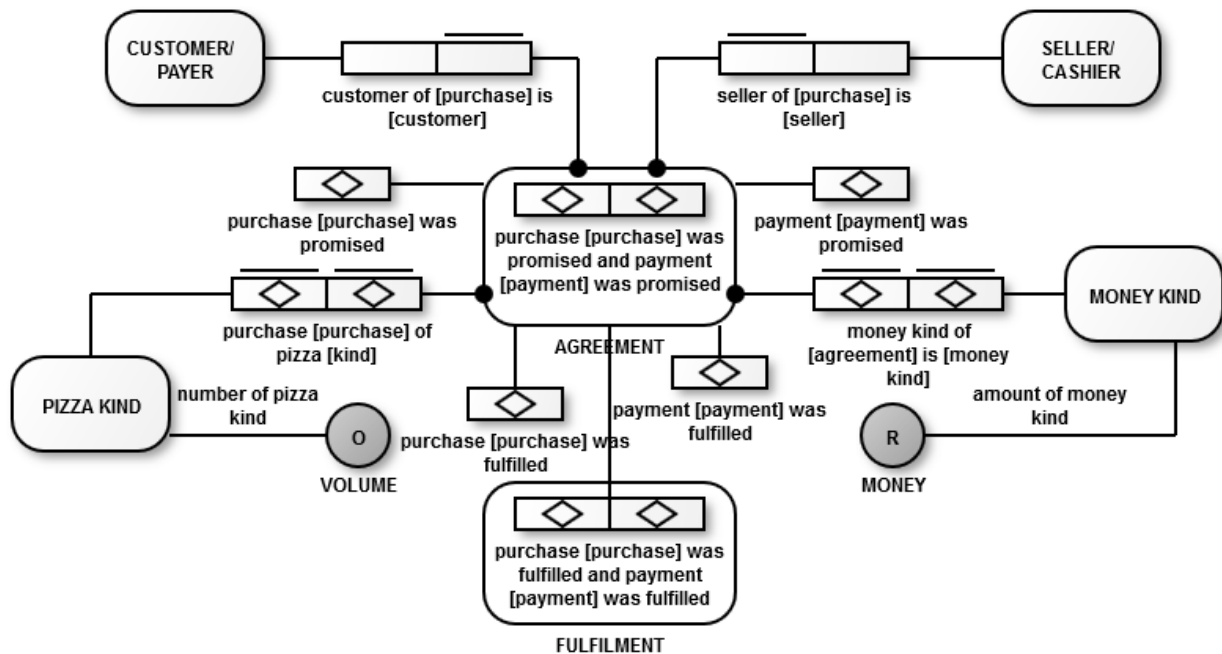 CUSTOMER/
PAYER
customer of [purchase] is
[customer]
seller of [purchase] is
[seller]
SELLER/
CASHIER
purchase [purchase] was
promised
purchase [purchase] was
promised and payment
[payment] was promised
AGREEMENT
payment [payment] was
promised
purchase [purchase] of
pizza [kind]
money kind of
[agreement] is [money
kind]
MONEY KIND
PIZZA KIND
number of pizza
kind
O
VOLUME
purchase [purchase] was
fulfilled
payment [payment] was
fulfilled
amount of money
kind
R
MONEY
purchase [purchase] was
fulfilled and payment
[payment] was fulfilled
FULFILMENT